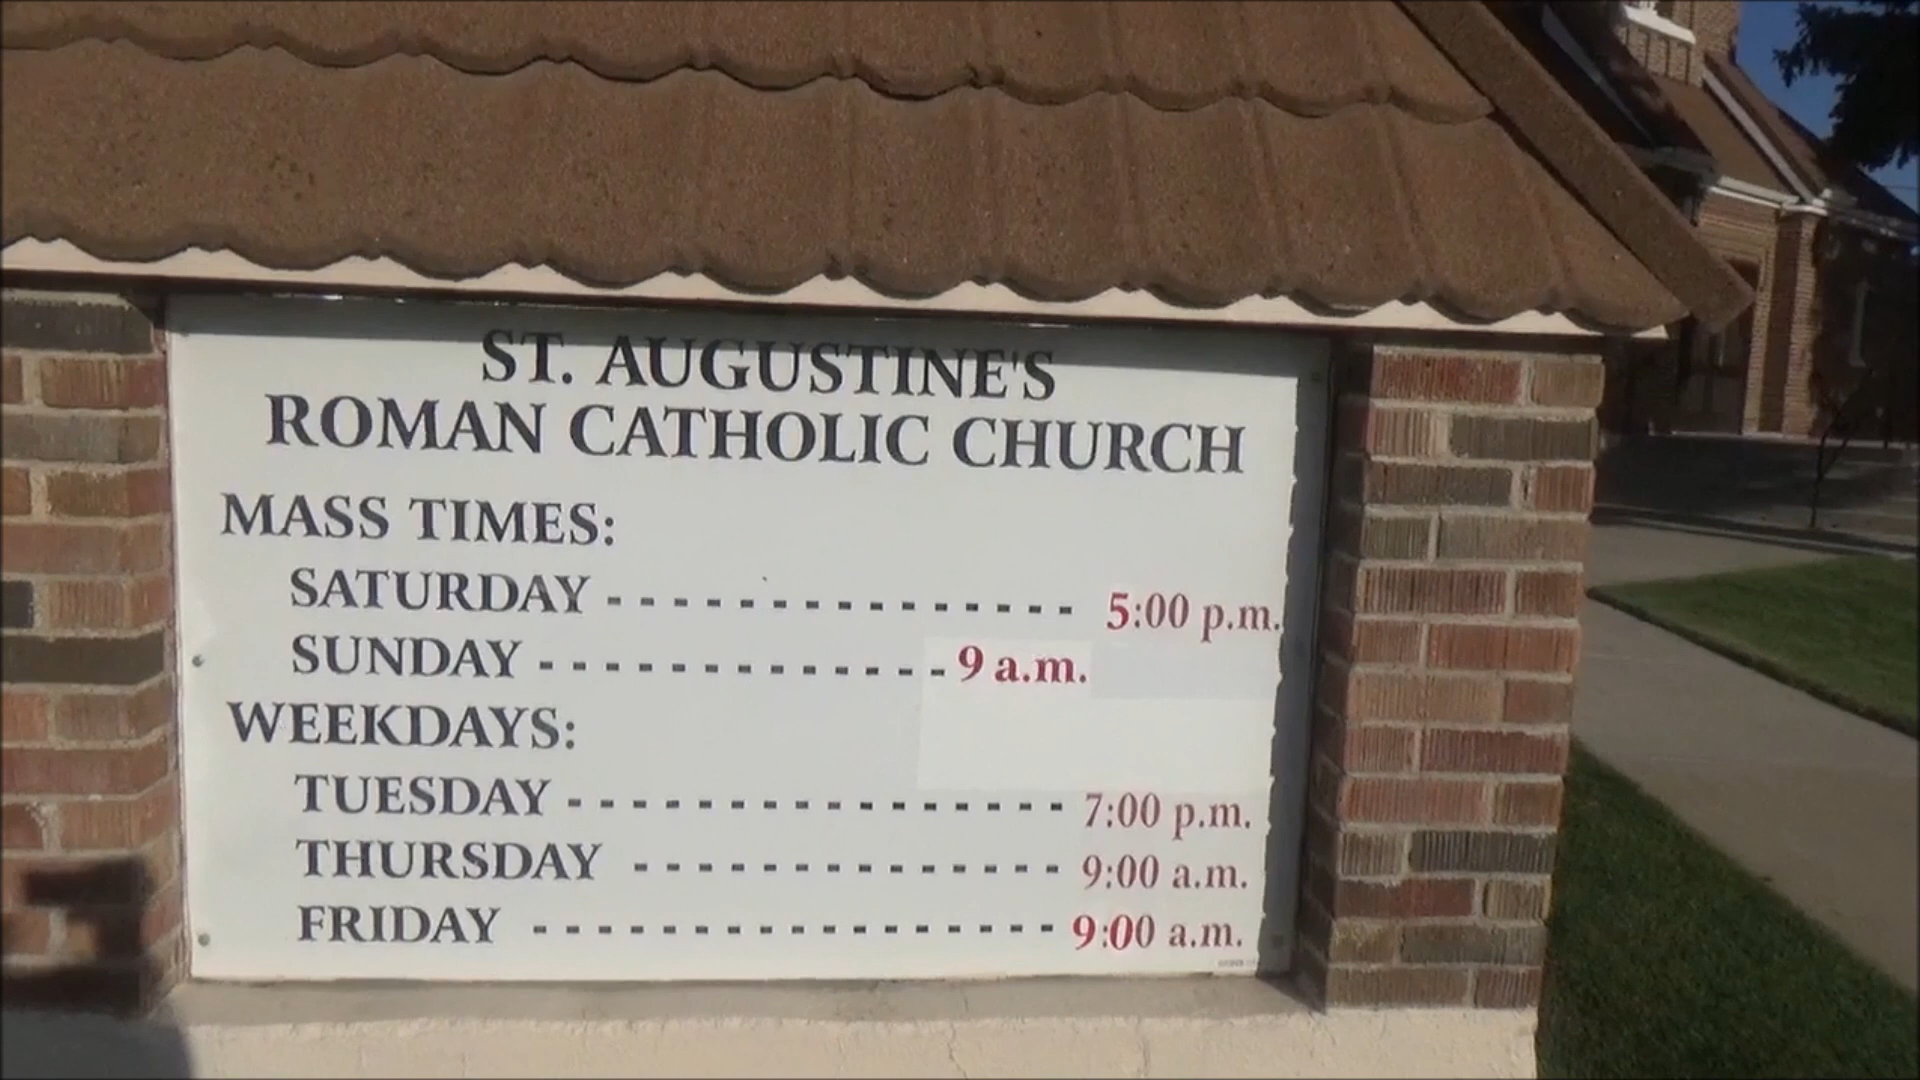 ST. AUGUSTINE'S
ROMAN CATHOLIC CHURCH
MASS TIMES:
SATURDAY - - - - - - - - - - - - - - - 5:00 p.m.
SUNDAY - - - - - - - - - - - - - 9 a.m.
WEEKDAYS:
TUESDAY - - - - - - - - - - - - - - - - 7:00 p.m.
THURSDAY - - - - - - - - - - - - - - 9:00 a.m.
FRIDAY - - - - - - - - - - - - - - - - - 9:00 a.m.